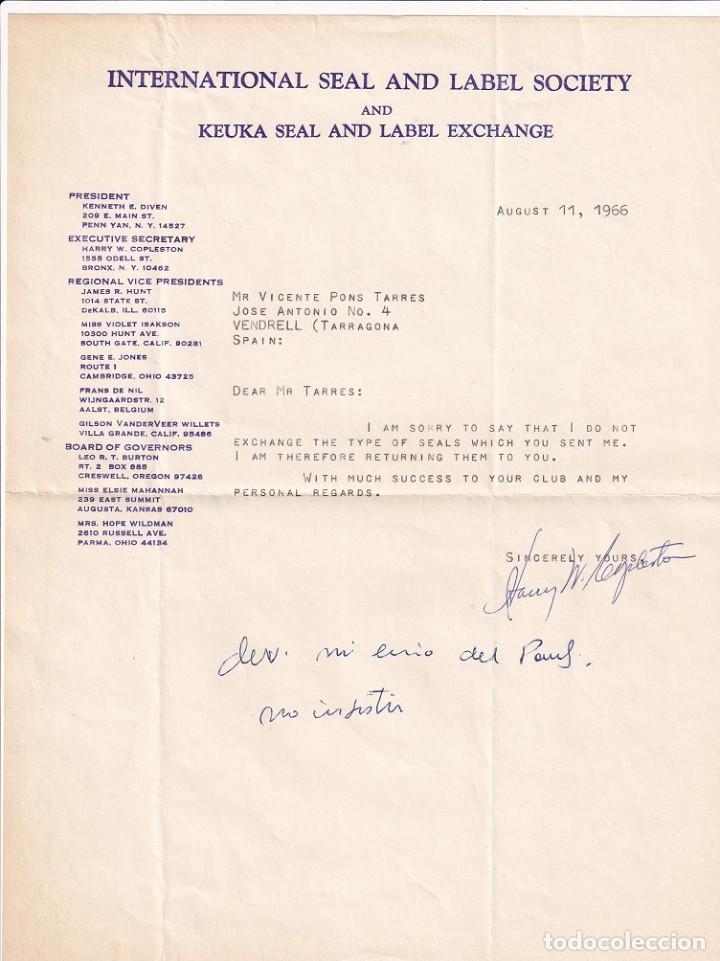 INTERNATIONAL SEAL AND LABEL SOCIETY
AND
KEUKA SEAL AND LABEL EXCHANGE
PRESIDENT
KENNETH E. DIVEN
209 E. MAIN ST.
PENN YAN, N. Y. 14527
EXECUTIVE SECRETARY
HARRY W. COPLESTON
1555 ODELL ST.
BRONX, N. Y. 10462
REGIONAL VICE PRESIDENTS
JAMES R. HUNT
1014 STATE ST.
DeKALB, ILL. 60115
MISS VIOLET ISAKSON
10300 HUNT AVE.
SOUTH GATE, CALIF. 90281
GENE E. JONES
ROUTE 1
CAMBRIDGE, OHIO 43725
FRANS DE NIL
WIJNGAARDSTR. 12
AALST, BELGIUM
GILSON VANDERVEER WILLETS
VILLA GRANDE, CALIF. 95486
BOARD OF GOVERNORS
LEO R. T. BURTON
RT. 2 BOX 885
CRESWELL, OREGON 97426
MISS ELSIE MAHANNAH
239 EAST SUMMIT
AUGUSTA, KANSAS 67010
MRS. HOPE WILDMAN
2610 RUSSELL AVE.
PARMA, OHIO 44134
AUGUST 11, 1966
MR VICENTE PONS TARRES
JOSE ANTONIO NO. 4
VENDRELL (TARRAGONA
SPAIN:
DEAR MR TARRES:
I AM SORRY TO SAY THAT I DO NOT
EXCHANGE THE TYPE OF SEALS WHICH YOU SENT ME.
I AM THEREFORE RETURNING THEM TO YOU.
WITH MUCH SUCCESS TO YOUR CLUB AND MY
PERSONAL REGARDS.
SINCERELY YOURS,
Harry W. Copleston
dev. mi envio del
no insistir
todocoleccion